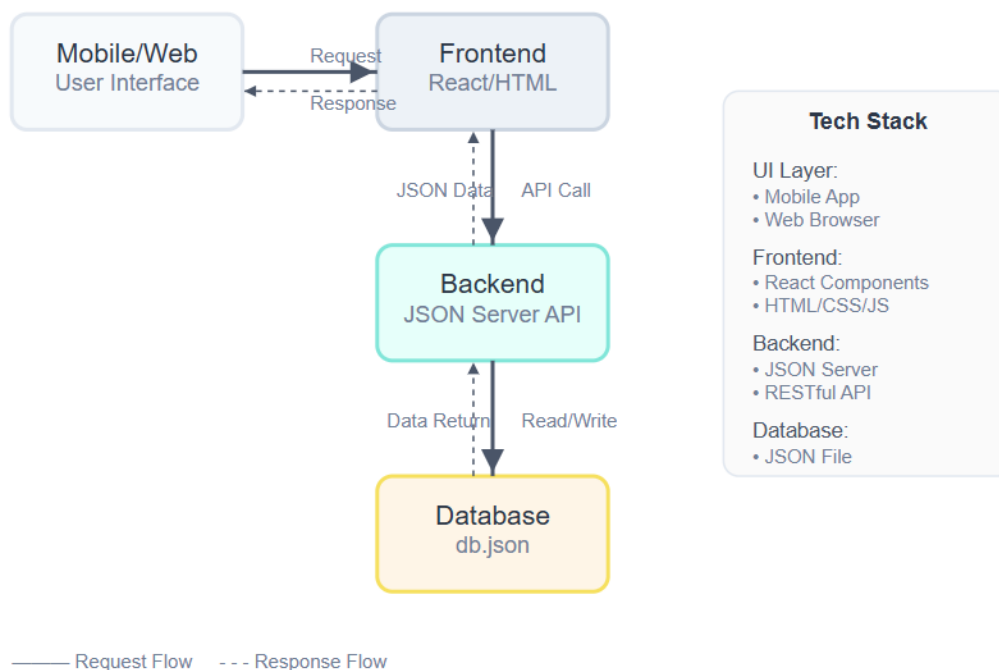 Mobile/Web
User Interface
Request
Response
Frontend
React/HTML
JSON Data
API Call
Backend
JSON Server API
Data Return
Read/Write
Database
db.json
Tech Stack
UI Layer:
• Mobile App
• Web Browser
Frontend:
• React Components
• HTML/CSS/JS
Backend:
• JSON Server
• RESTful API
Database:
• JSON File
——— Request Flow - - - Response Flow